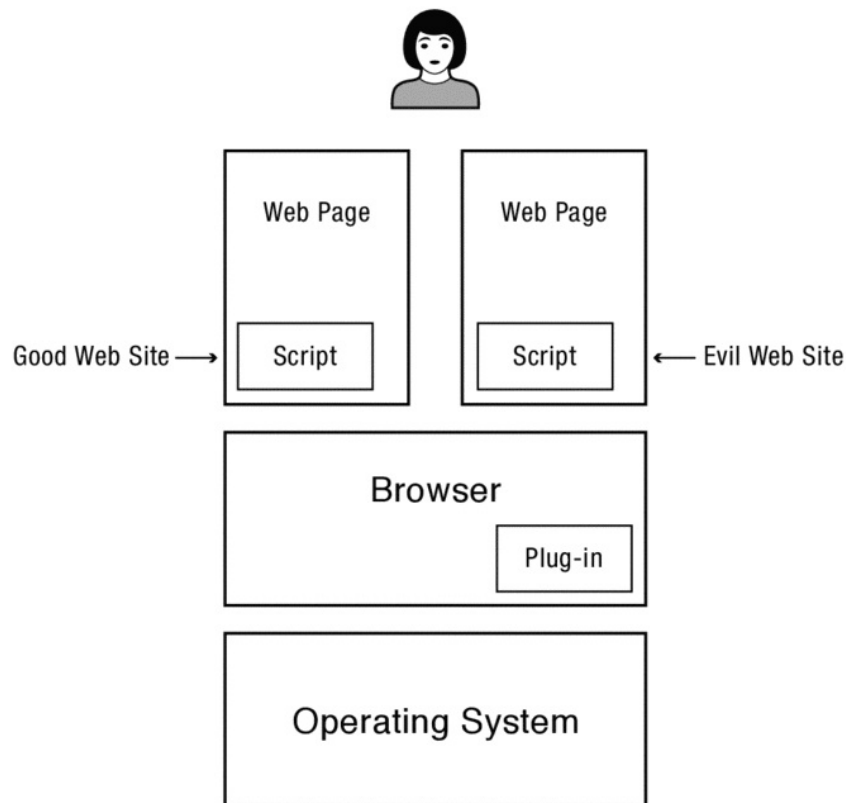 Web Page
Web Page
Good Web Site
Script
Script
Evil Web Site
Browser
Plug-in
Operating System